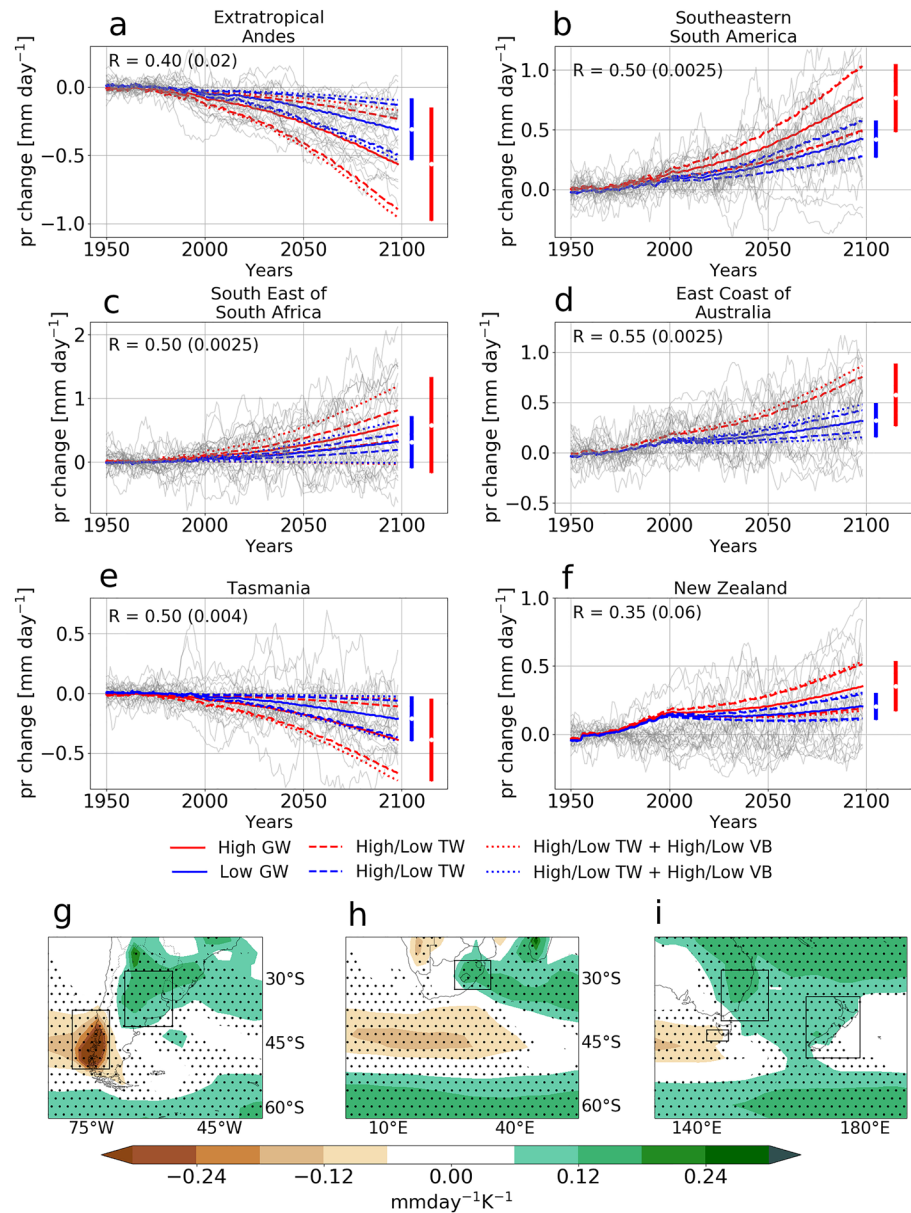 a
Extratropical
Andes
R = 0.40 (0.02)
pr change [mm day⁻¹]
0.0
−0.5
−1.0
1950 2000 2050 2100
Years
b
Southeastern
South America
R = 0.50 (0.0025)
pr change [mm day⁻¹]
1.0
0.5
0.0
1950 2000 2050 2100
Years
c
South East of
South Africa
R = 0.50 (0.0025)
pr change [mm day⁻¹]
2
1
0
1950 2000 2050 2100
Years
d
East Coast of
Australia
R = 0.55 (0.0025)
pr change [mm day⁻¹]
1.0
0.5
0.0
−0.5
1950 2000 2050 2100
Years
e
Tasmania
R = 0.50 (0.004)
pr change [mm day⁻¹]
0.5
0.0
−0.5
1950 2000 2050 2100
Years
f
New Zealand
R = 0.35 (0.06)
pr change [mm day⁻¹]
1.0
0.5
0.0
1950 2000 2050 2100
Years
High GW High/Low TW High/Low TW + High/Low VB
Low GW High/Low TW High/Low TW + High/Low VB
g
30°S
45°S
60°S
75°W 45°W
h
30°S
45°S
60°S
10°E 40°E
i
140°E 180°E
−0.24 −0.12 0.00 0.12 0.24
mmday⁻¹K⁻¹